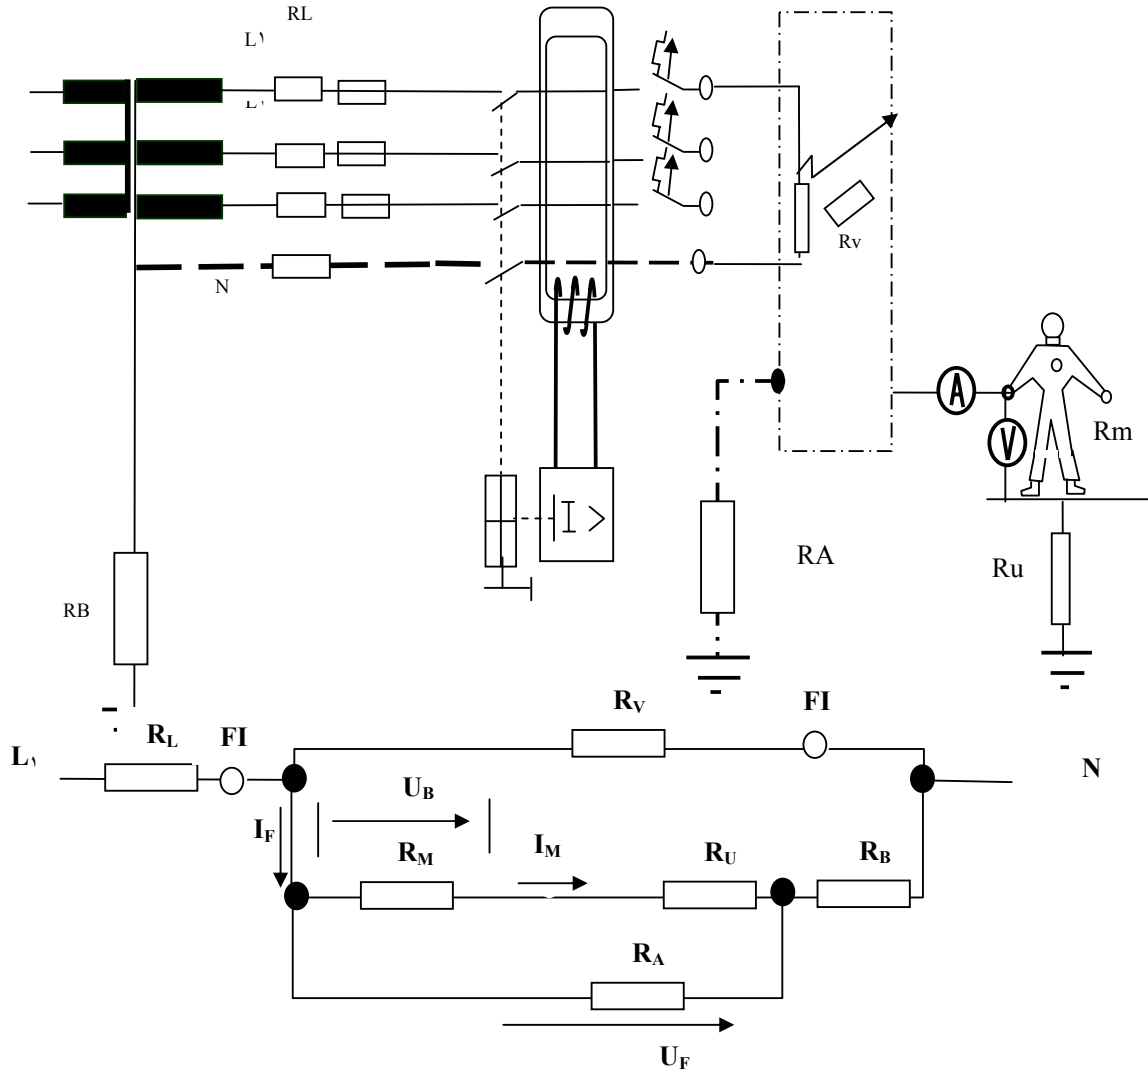 RL
Rv
N
A
V
Rm
I >
RA
Ru
RB
R_V
FI
R_L
FI
N
U_B
I_F
R_M
I_M
R_U
R_B
R_A
U_F